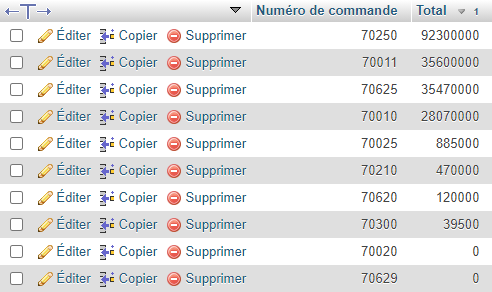 Numéro de commande Total 1
Éditer Copier Supprimer 70250 92300000
Éditer Copier Supprimer 70011 35600000
Éditer Copier Supprimer 70625 35470000
Éditer Copier Supprimer 70010 28070000
Éditer Copier Supprimer 70025 885000
Éditer Copier Supprimer 70210 470000
Éditer Copier Supprimer 70620 120000
Éditer Copier Supprimer 70300 39500
Éditer Copier Supprimer 70020 0
Éditer Copier Supprimer 70629 0